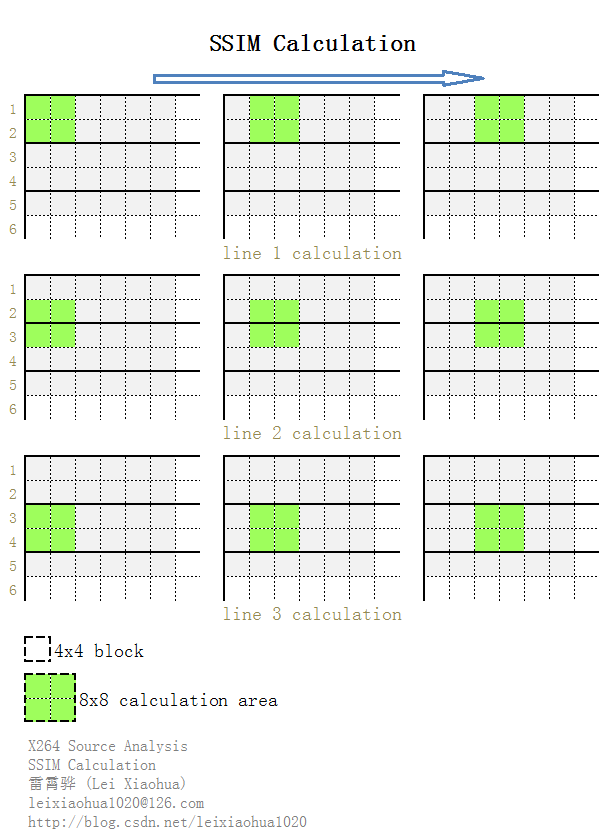 SSIM Calculation
1
2
3
4
5
6
line 1 calculation
1
2
3
4
5
6
line 2 calculation
1
2
3
4
5
6
line 3 calculation
4x4 block
8x8 calculation area
X264 Source Analysis
SSIM Calculation
雷霄骅 (Lei Xiaohua)
leixiaohua1020@126.com
http://blog.csdn.net/leixiaohua1020